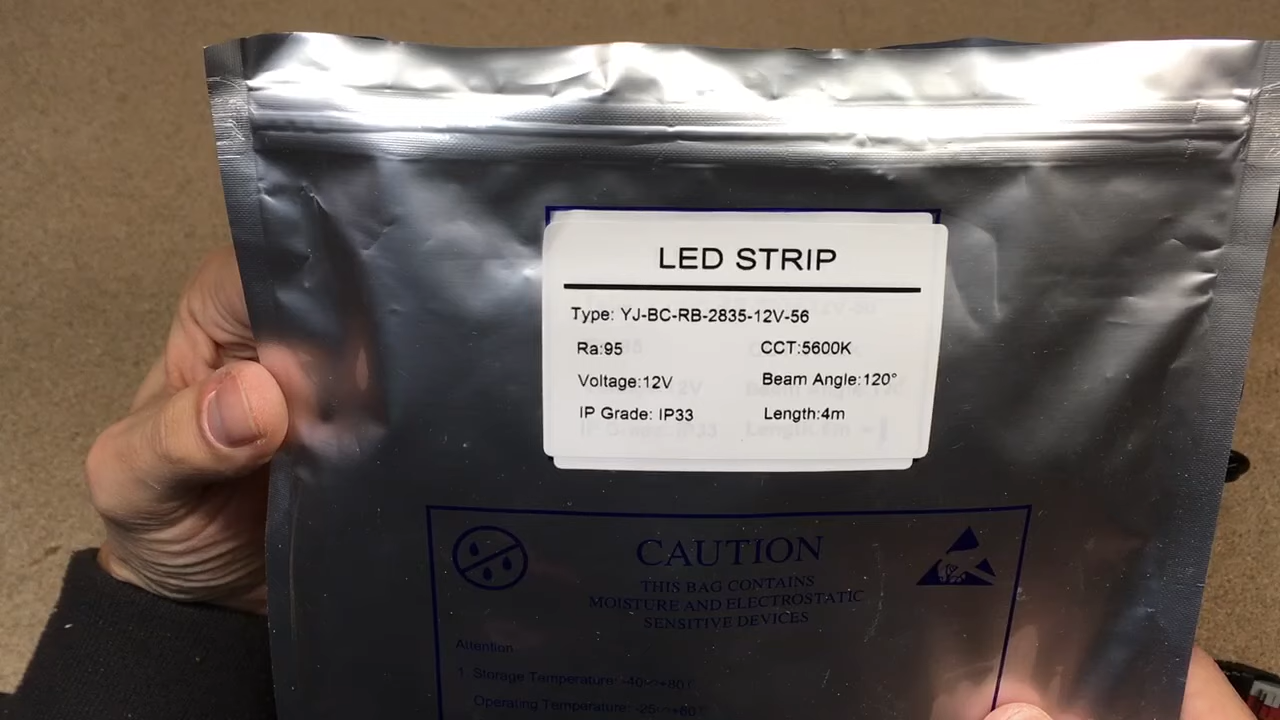 LED STRIP
Type: YJ-BC-RB-2835-12V-56
Ra:95 CCT:5600K
Voltage:12V Beam Angle:120°
IP Grade: IP33 Length:4m
CAUTION
THIS BAG CONTAINS
MOISTURE AND ELECTROSTATIC
SENSITIVE DEVICES
Attention
1. Storage Temperature:
Operating Temperature: